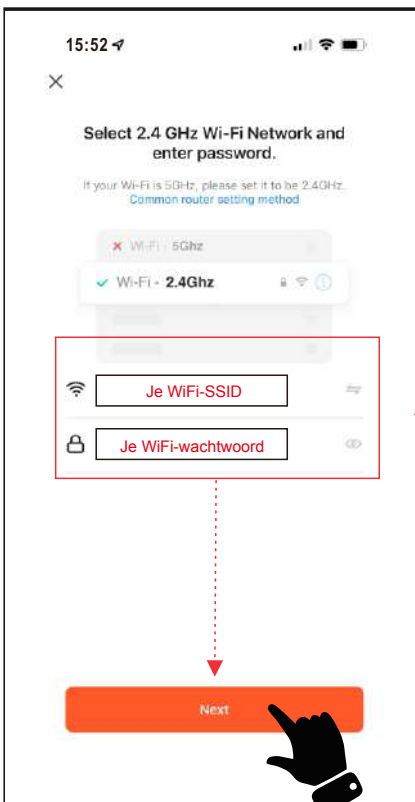 15:52
Select 2.4 GHz Wi-Fi Network and
enter password.
If your Wi-Fi is 5GHz, please set it to be 2.4GHz.
Common router setting method
Wi-Fi - 5Ghz
Wi-Fi - 2.4Ghz
Je WiFi-SSID
Je WiFi-wachtwoord
Next